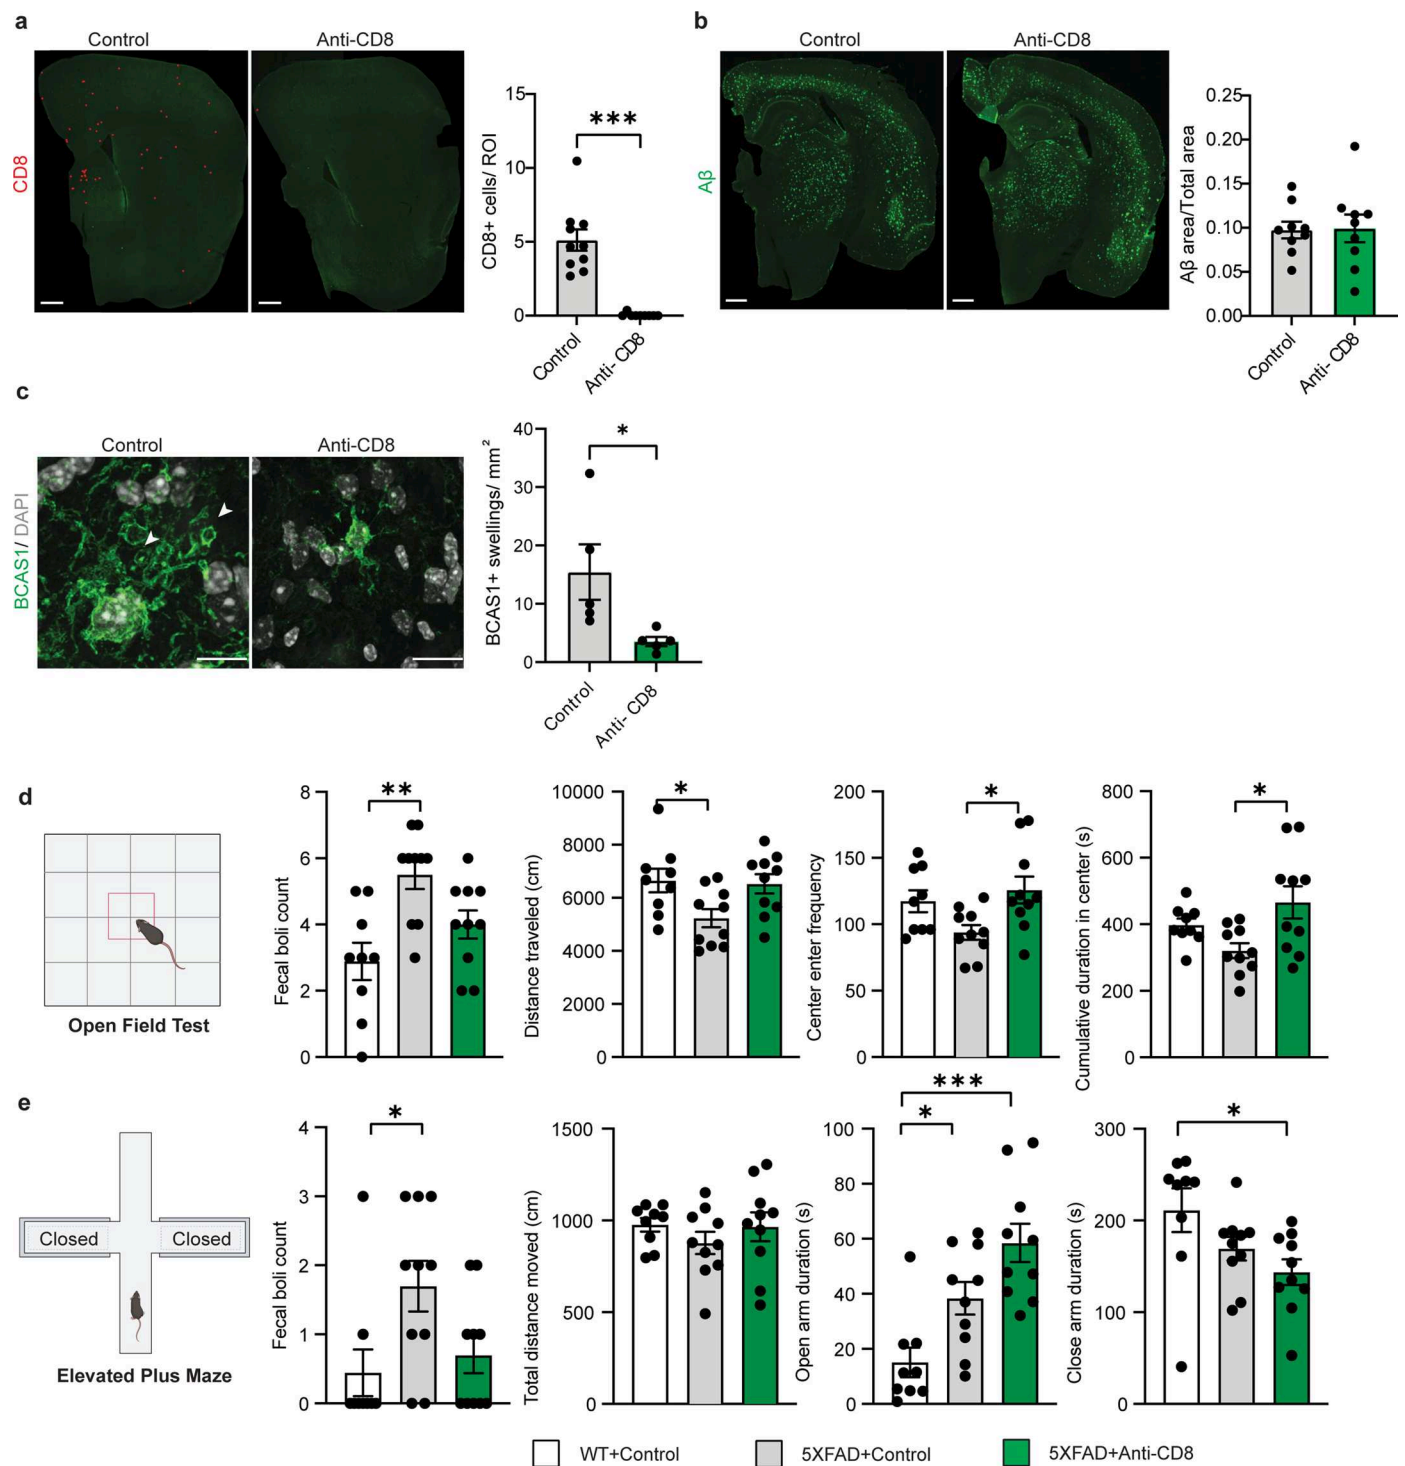 a
Control
Anti-CD8
CD8
CD8+ cells/ ROI
15
10
5
0
***
Control
Anti- CD8
b
Control
Anti-CD8
Aβ
Aβ area/Total area
0.25
0.20
0.15
0.10
0.05
0.00
Control
Anti- CD8
c
Control
Anti-CD8
BCAS1/ DAPI
BCAS1+ swellings/ mm²
40
30
20
10
0
*
Control
Anti- CD8
d
Open Field Test
Fecal boli count
8
6
4
2
0
**
Distance traveled (cm)
10000
8000
6000
4000
2000
0
*
Center enter frequency
200
150
100
50
0
*
Cumulative duration in center (s)
800
600
400
200
0
*
e
Closed
Closed
Elevated Plus Maze
Fecal boli count
4
3
2
1
0
*
Total distance moved (cm)
1500
1000
500
0
Open arm duration (s)
100
80
60
40
20
0
*
***
Close arm duration (s)
300
200
100
0
*
WT+Control
5XFAD+Control
5XFAD+Anti-CD8